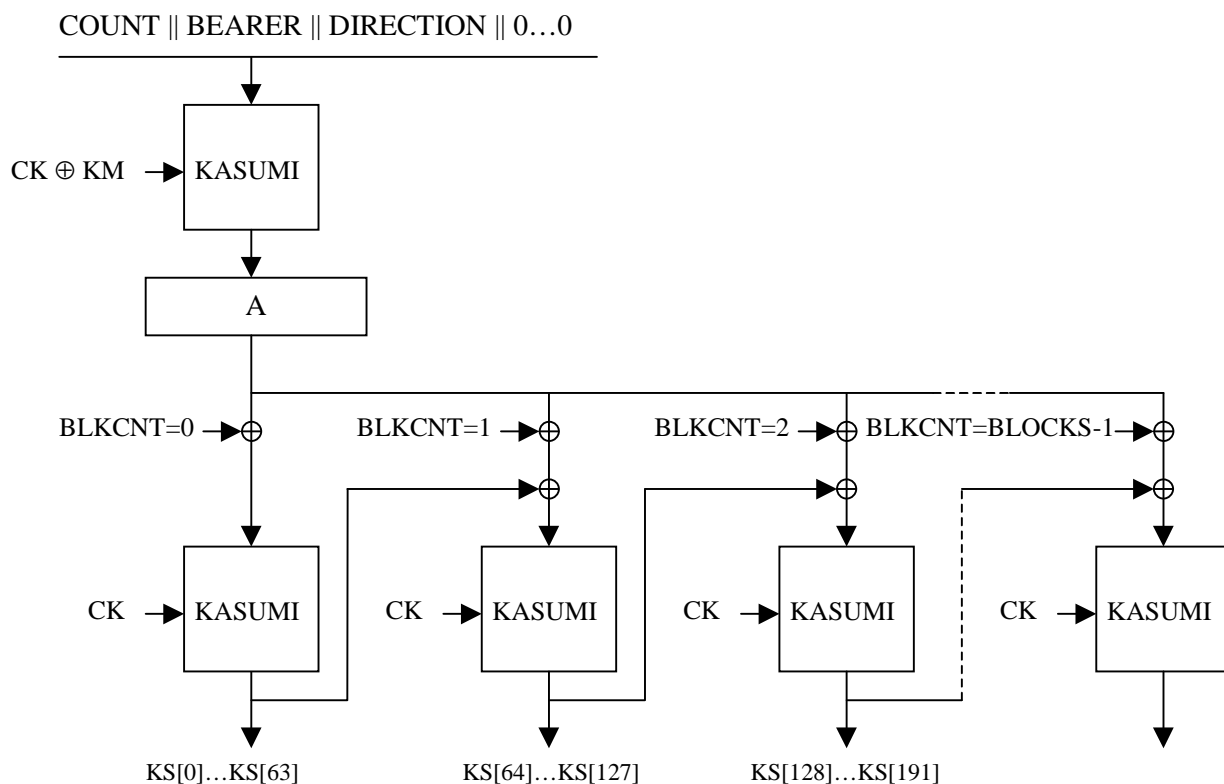 COUNT || BEARER || DIRECTION || 0…0
CK ⊕ KM
KASUMI
A
BLKCNT=0
BLKCNT=1
BLKCNT=2
BLKCNT=BLOCKS-1
CK
KASUMI
CK
KASUMI
CK
KASUMI
CK
KASUMI
KS[0]…KS[63]
KS[64]…KS[127]
KS[128]…KS[191]